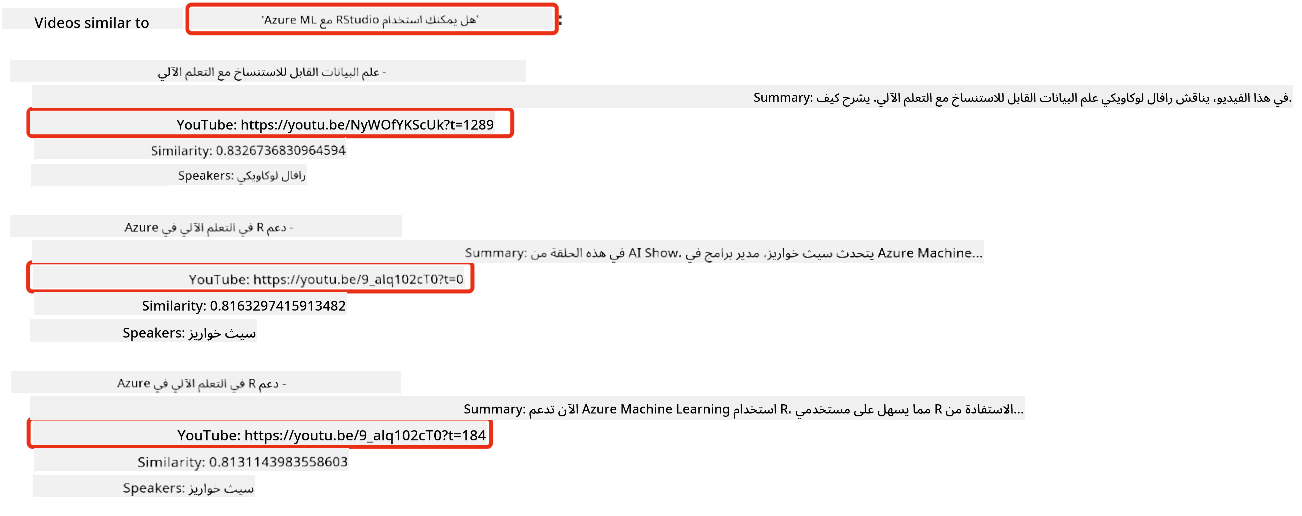 Videos similar to 'هل يمكنك استخدام RStudio مع Azure ML':
علم البيانات القابل للاستنساخ مع التعلم الآلي -
Summary: في هذا الفيديو، يناقش رافال لوكاويكي علم البيانات القابل للاستنساخ مع التعلم الآلي. يشرح كيف.
YouTube: https://youtu.be/NyWOfYKScUk?t=1289
Similarity: 0.8326736830964594
Speakers: رافال لوكاويكي
دعم R في التعلم الآلي في Azure -
Summary: في هذه الحلقة من AI Show، يتحدث سيث خواريز، مدير برامج في Azure Machine...
YouTube: https://youtu.be/9_alq102cT0?t=0
Similarity: 0.8163297415913482
Speakers: سيث خواريز
دعم R في التعلم الآلي في Azure -
Summary: الآن تدعم Azure Machine Learning استخدام R، مما يسهل على مستخدمي R الاستفادة من...
YouTube: https://youtu.be/9_alq102cT0?t=184
Similarity: 0.8131143983558603
Speakers: سيث خواريز